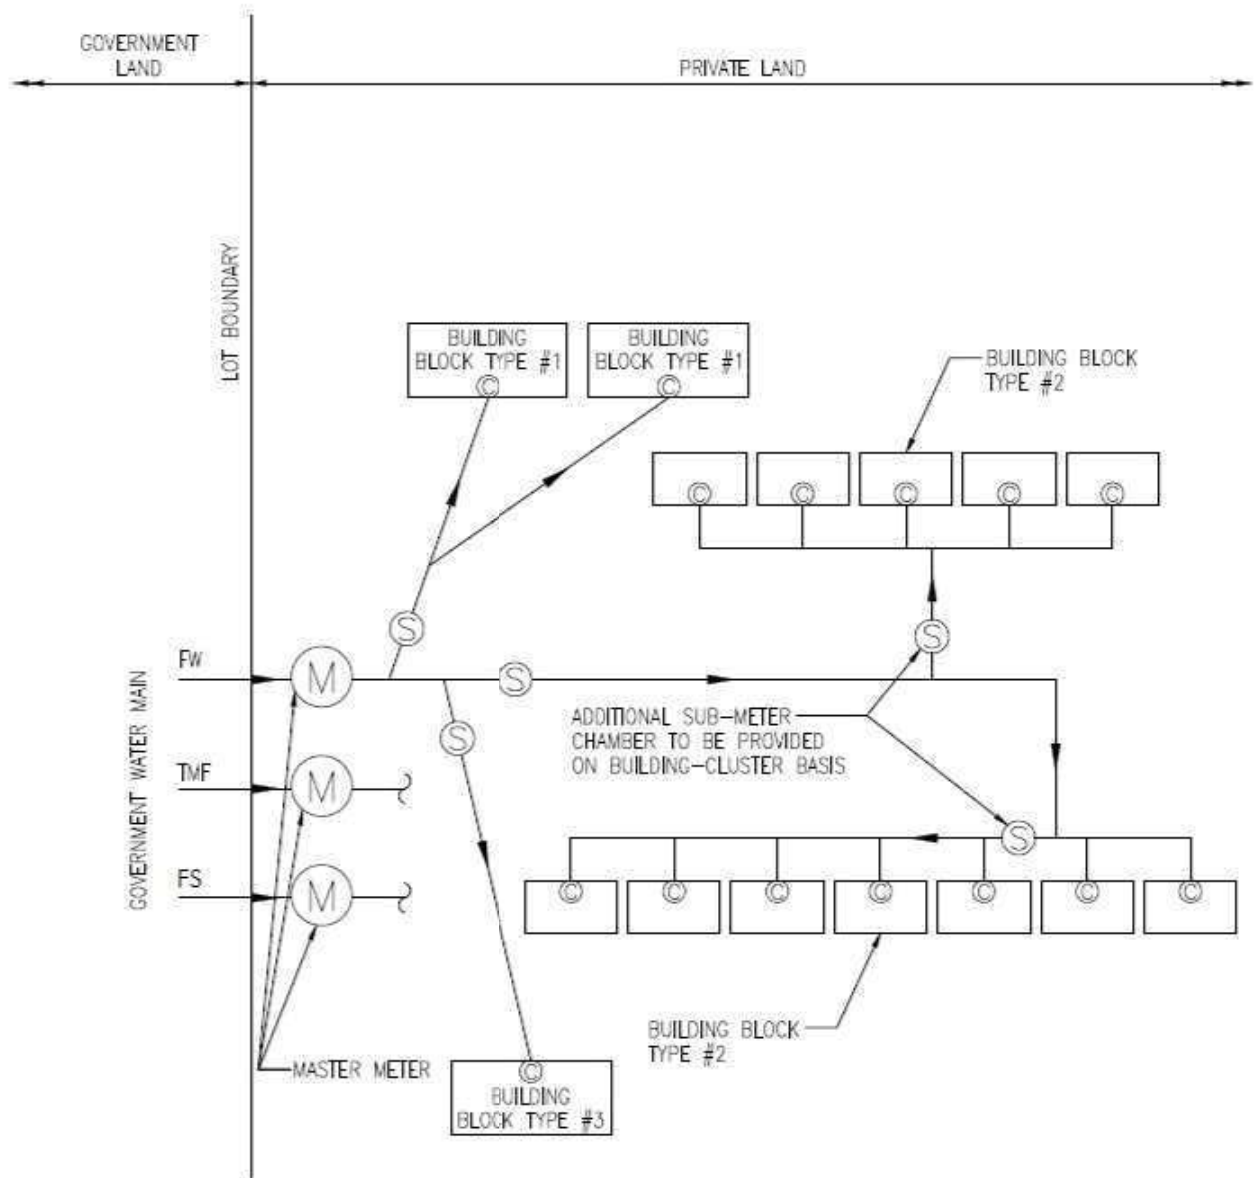 GOVERNMENT
LAND
PRIVATE LAND
LOT BOUNDARY
BUILDING
BLOCK TYPE #1
C
BUILDING
BLOCK TYPE #1
C
BUILDING BLOCK
TYPE #2
C
C
C
C
C
S
S
FW
M
S
GOVERNMENT WATER MAIN
ADDITIONAL SUB-METER
CHAMBER TO BE PROVIDED
ON BUILDING-CLUSTER BASIS
S
TMF
M
S
FS
M
C
C
C
C
C
C
C
BUILDING BLOCK
TYPE #2
MASTER METER
C
BUILDING
BLOCK TYPE #3